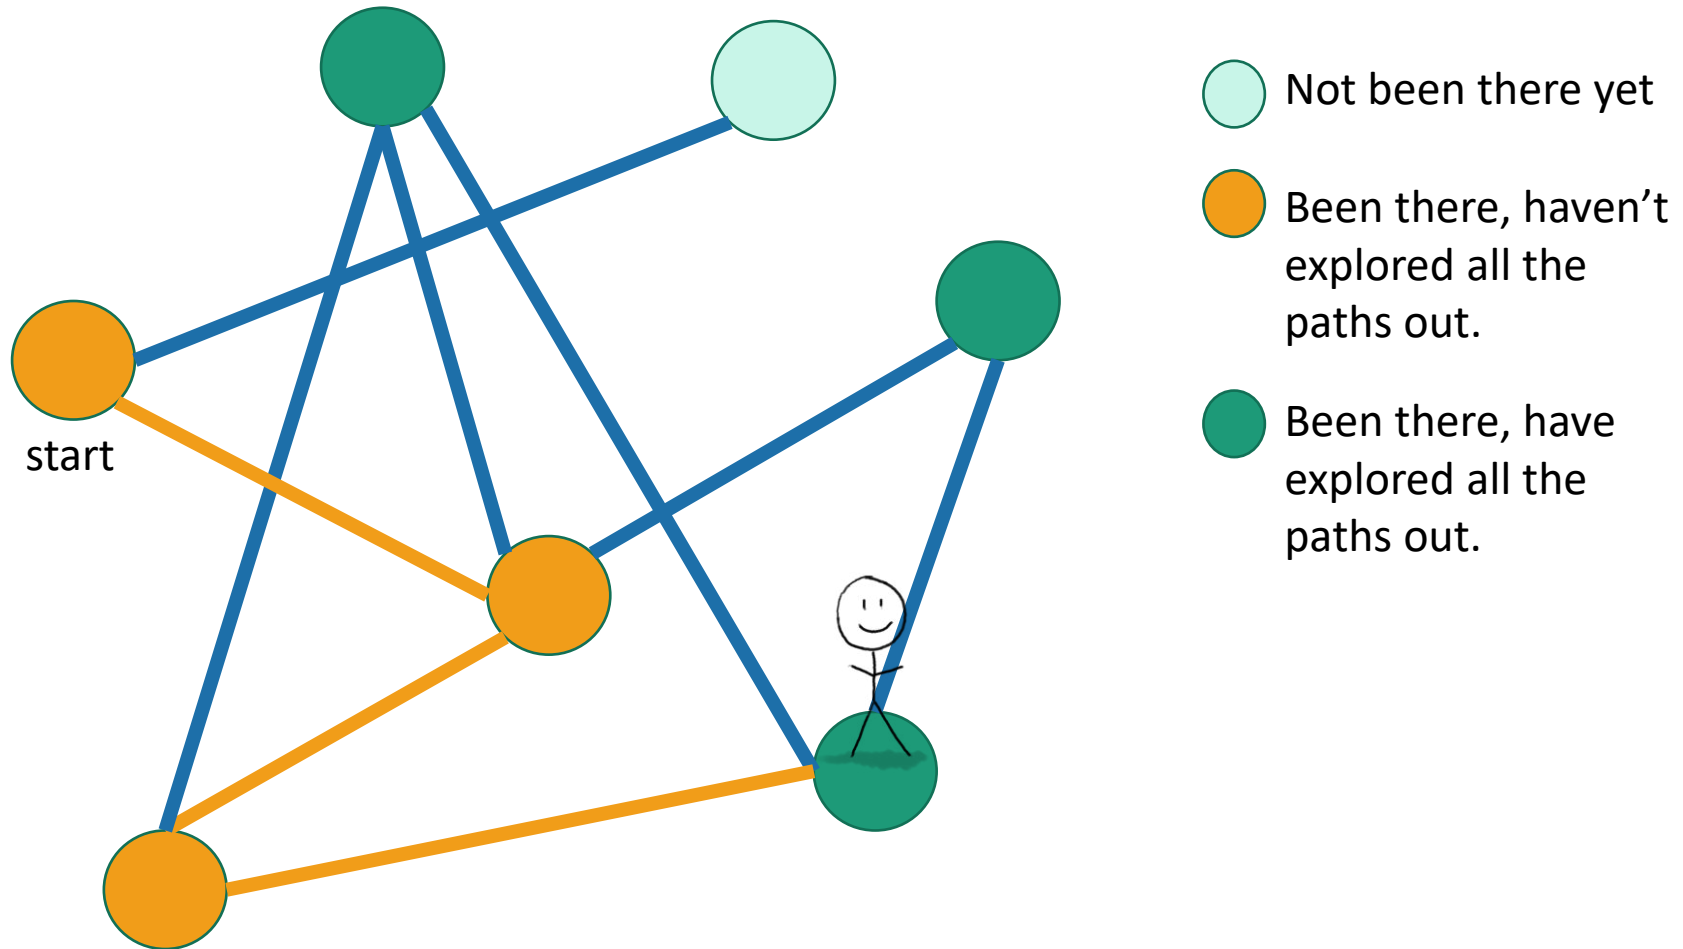 Not been there yet
Been there, haven’t
explored all the
paths out.
Been there, have
explored all the
paths out.
start